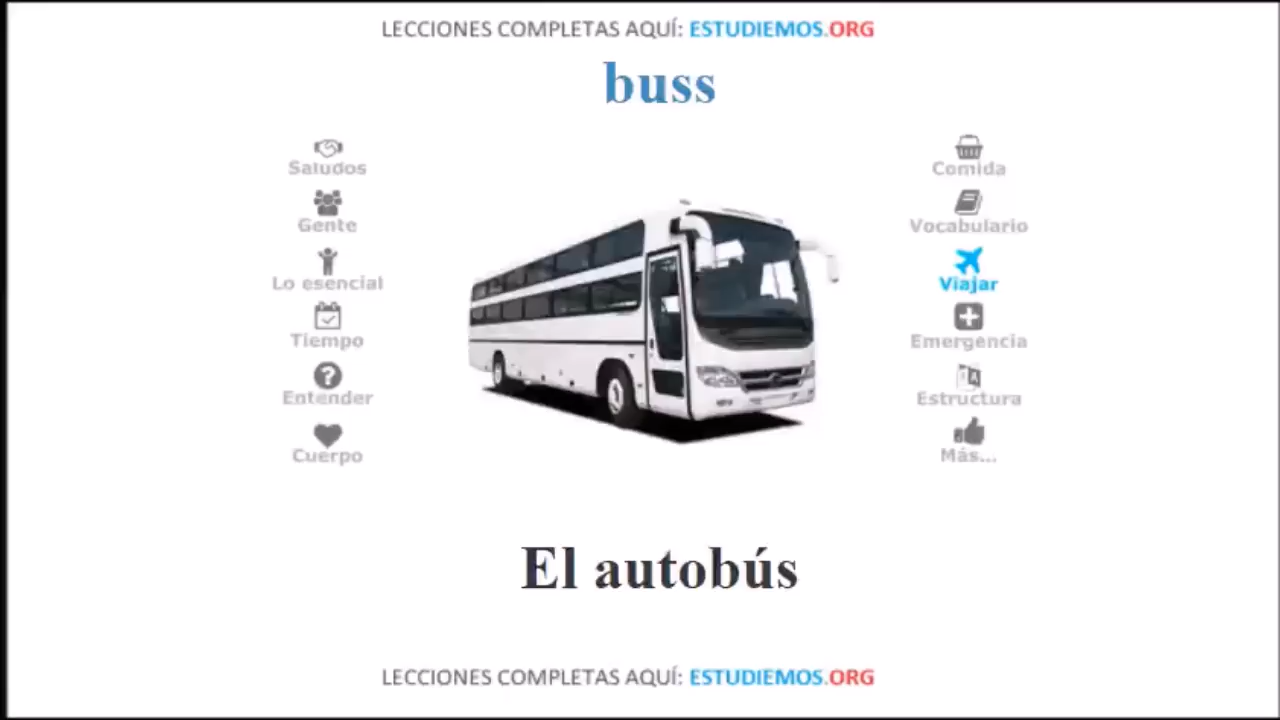 LECCIONES COMPLETAS AQUÍ: ESTUDIEMOS.ORG
buss
Saludos
Gente
Lo esencial
Tiempo
Entender
Cuerpo
Comida
Vocabulario
Viajar
Emergencia
Estructura
Más...
El autobús
LECCIONES COMPLETAS AQUÍ: ESTUDIEMOS.ORG